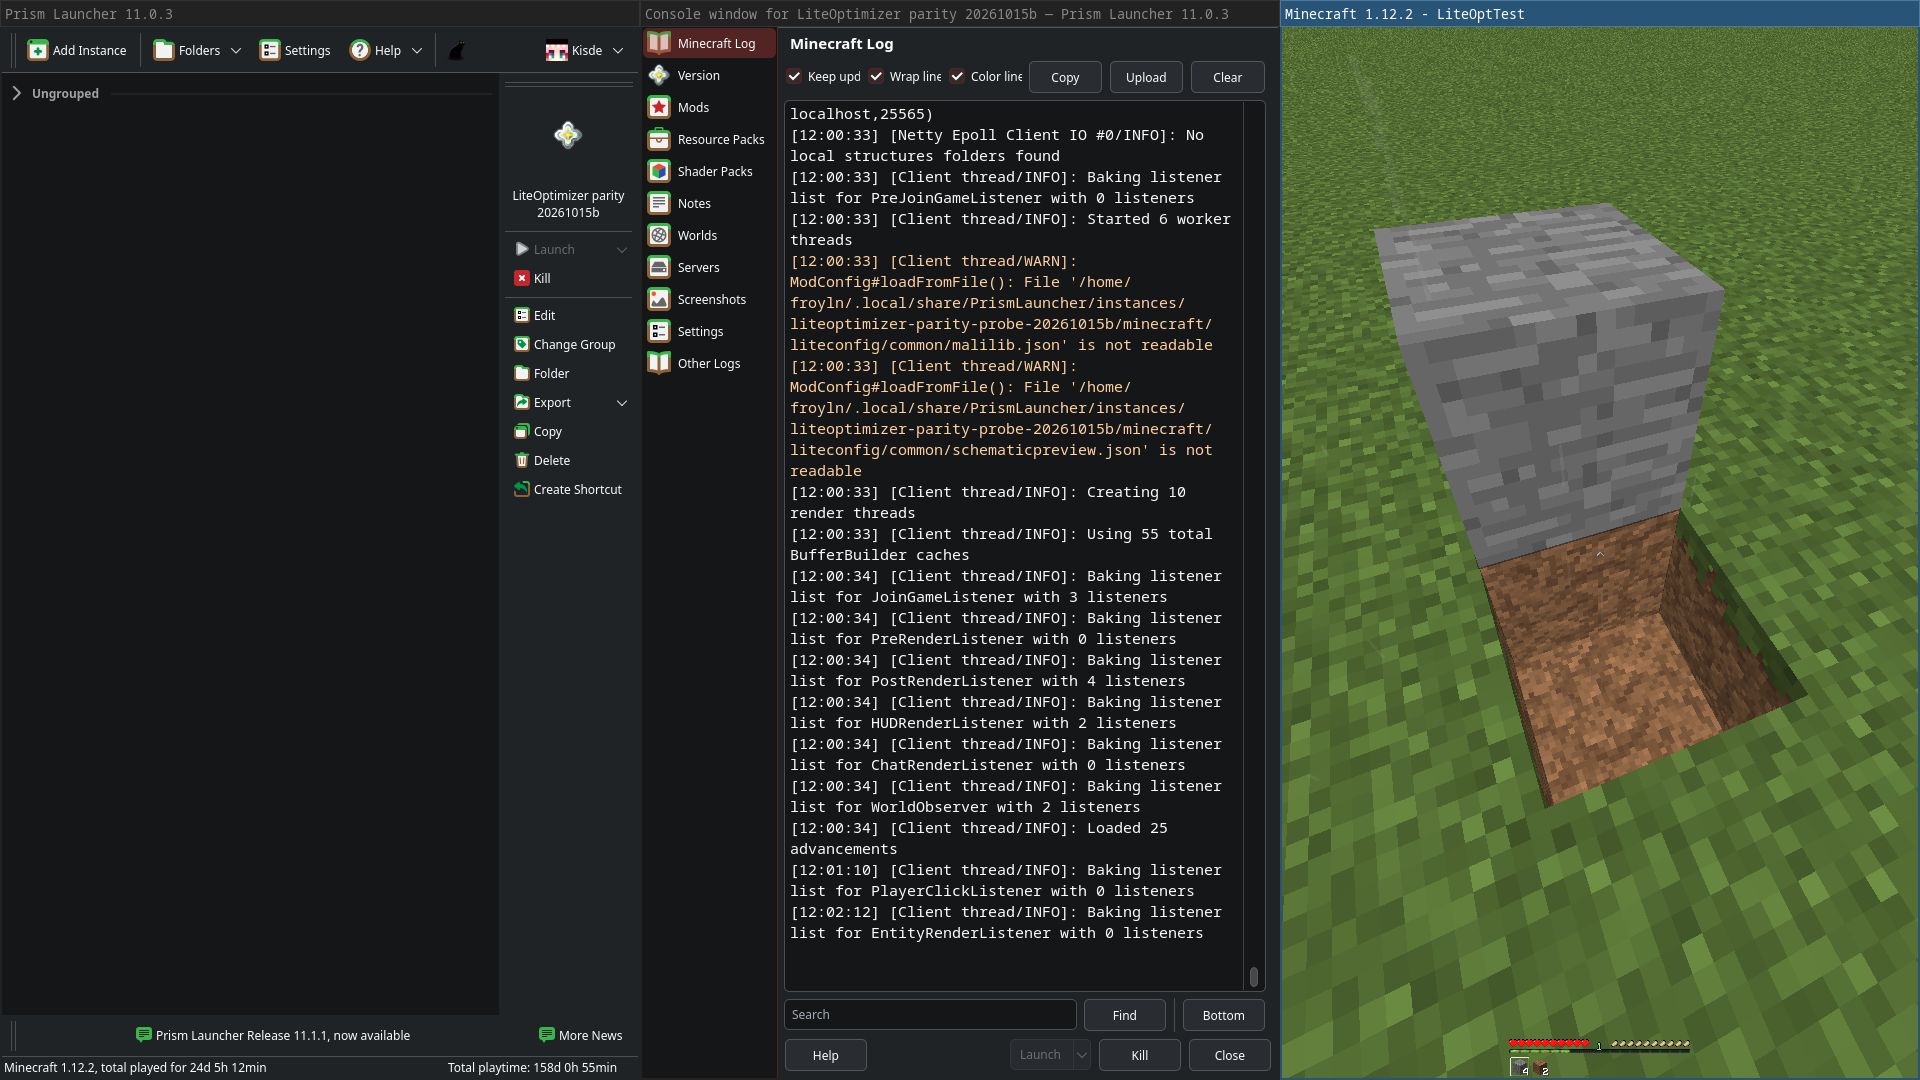 Prism Launcher 11.0.3
Add Instance
Folders
Settings
Help
Kisde
Ungrouped
LiteOptimizer parity
20261015b
Launch
Kill
Edit
Change Group
Folder
Export
Copy
Delete
Create Shortcut
Prism Launcher Release 11.1.1, now available
More News
Minecraft 1.12.2, total played for 24d 5h 12min
Total playtime: 158d 0h 55min
Console window for LiteOptimizer parity 20261015b — Prism Launcher 11.0.3
Minecraft Log
Version
Mods
Resource Packs
Shader Packs
Notes
Worlds
Servers
Screenshots
Settings
Other Logs
Minecraft Log
Keep upd
Wrap line
Color line
Copy
Upload
Clear
localhost,25565)
[12:00:33] [Netty Epoll Client IO #0/INFO]: No
local structures folders found
[12:00:33] [Client thread/INFO]: Baking listener
list for PreJoinGameListener with 0 listeners
[12:00:33] [Client thread/INFO]: Started 6 worker
threads
[12:00:33] [Client thread/WARN]:
ModConfig#loadFromFile(): File '/home/
froyln/.local/share/PrismLauncher/instances/
liteoptimizer-parity-probe-20261015b/minecraft/
liteconfig/common/malilib.json' is not readable
[12:00:33] [Client thread/WARN]:
ModConfig#loadFromFile(): File '/home/
froyln/.local/share/PrismLauncher/instances/
liteoptimizer-parity-probe-20261015b/minecraft/
liteconfig/common/schematicpreview.json' is not
readable
[12:00:33] [Client thread/INFO]: Creating 10
render threads
[12:00:33] [Client thread/INFO]: Using 55 total
BufferBuilder caches
[12:00:34] [Client thread/INFO]: Baking listener
list for JoinGameListener with 3 listeners
[12:00:34] [Client thread/INFO]: Baking listener
list for PreRenderListener with 0 listeners
[12:00:34] [Client thread/INFO]: Baking listener
list for PostRenderListener with 4 listeners
[12:00:34] [Client thread/INFO]: Baking listener
list for HUDRenderListener with 2 listeners
[12:00:34] [Client thread/INFO]: Baking listener
list for ChatRenderListener with 0 listeners
[12:00:34] [Client thread/INFO]: Baking listener
list for WorldObserver with 2 listeners
[12:00:34] [Client thread/INFO]: Loaded 25
advancements
[12:01:10] [Client thread/INFO]: Baking listener
list for PlayerClickListener with 0 listeners
[12:02:12] [Client thread/INFO]: Baking listener
list for EntityRenderListener with 0 listeners
Search
Find
Bottom
Help
Launch
Kill
Close
Minecraft 1.12.2 - LiteOptTest
1
4
2